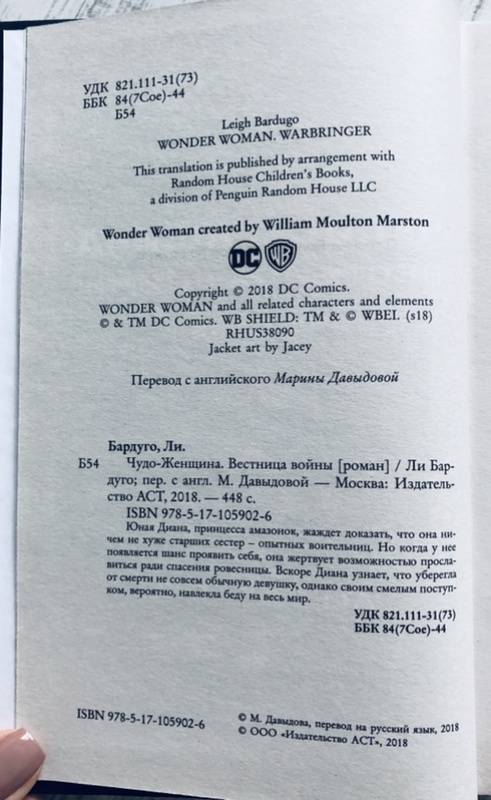 УДК 821.111-31(73)
ББК 84(7Сое)-44
Б54
Leigh Bardugo
WONDER WOMAN. WARBRINGER
This translation is published by arrangement with
Random House Children's Books,
a division of Penguin Random House LLC
Wonder Woman created by William Moulton Marston
DC WB
Copyright © 2018 DC Comics.
WONDER WOMAN and all related characters and elements
© & TM DC Comics. WB SHIELD: TM & © WBEI. (s18)
RHUS38090
Jacket art by Jacey
Перевод с английского Марины Давыдовой
Бардуго, Ли.
Б54 Чудо-Женщина. Вестница войны [роман] / Ли Бар-
дуго; пер. с англ. М. Давыдовой — Москва: Издатель-
ство АСТ, 2018. — 448 с.
ISBN 978-5-17-105902-6
Юная Диана, принцесса амазонок, жаждет доказать, что она ни-
чем не хуже старших сестер – опытных воительниц. Но когда у нее
появляется шанс проявить себя, она жертвует возможностью просла-
виться ради спасения ровесницы. Вскоре Диана узнает, что уберегла
от смерти не совсем обычную девушку, однако своим смелым поступ-
ком, вероятно, навлекла беду на весь мир.
УДК 821.111-31(73)
ББК 84(7Сое)-44
ISBN 978-5-17-105902-6
© М. Давыдова, перевод на русский язык, 2018
© ООО «Издательство АСТ», 2018